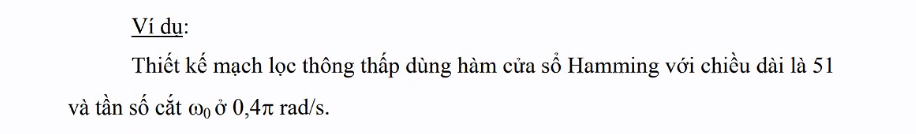 Ví dụ:
Thiết kế mạch lọc thông thấp dùng hàm cửa sổ Hamming với chiều dài là 51
và tần số cắt ω₀ ở 0,4π rad/s.